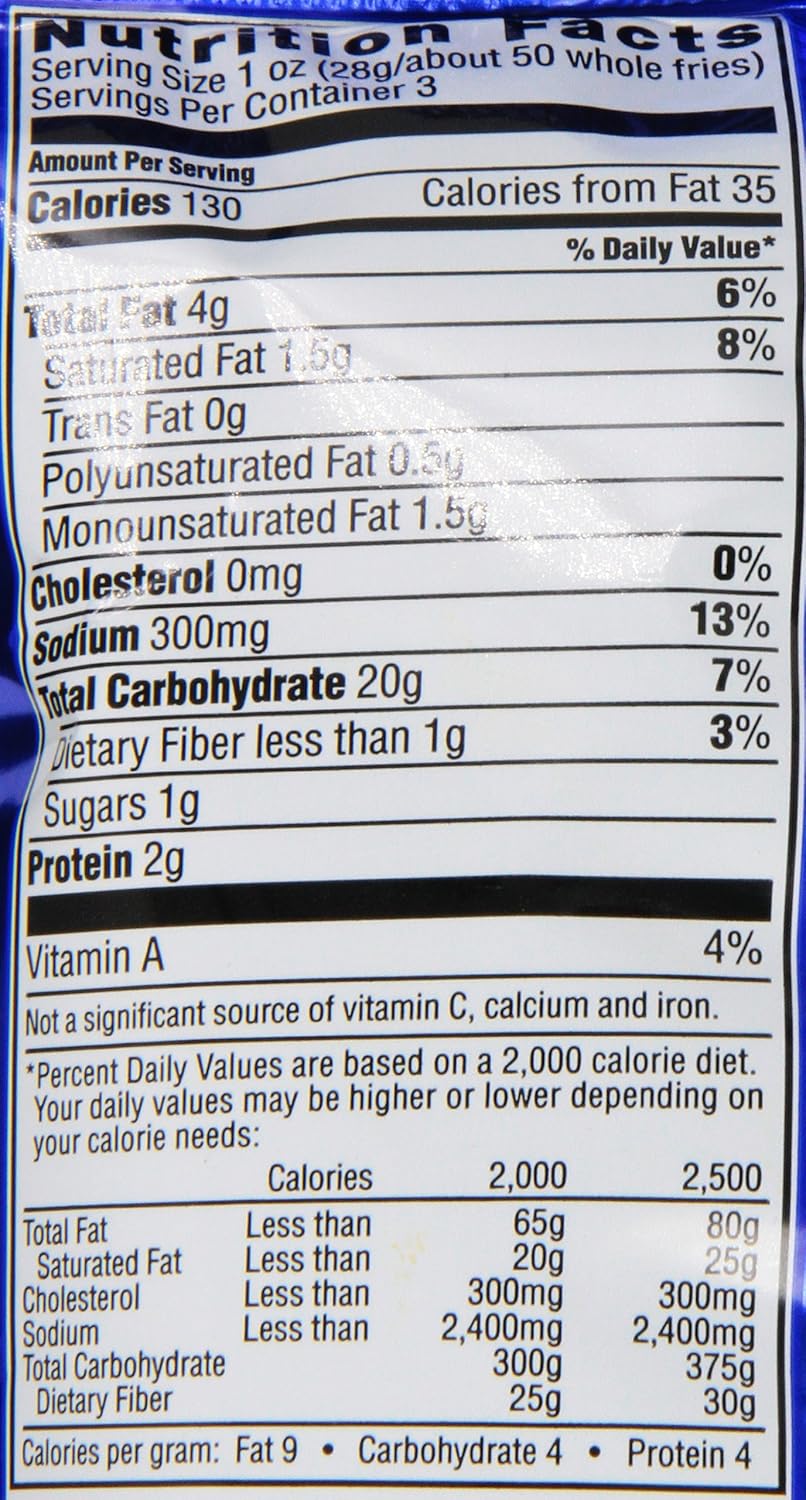 Nutrition Facts
Serving Size 1 oz (28g/about 50 whole fries)
Servings Per Container 3
Amount Per Serving
Calories 130 Calories from Fat 35
% Daily Value*
Total Fat 4g 6%
Saturated Fat 1.5g 8%
Trans Fat 0g
Polyunsaturated Fat 0.5g
Monounsaturated Fat 1.5g
Cholesterol 0mg 0%
Sodium 300mg 13%
Total Carbohydrate 20g 7%
Dietary Fiber less than 1g 3%
Sugars 1g
Protein 2g
Vitamin A 4%
Not a significant source of vitamin C, calcium and iron.
*Percent Daily Values are based on a 2,000 calorie diet.
Your daily values may be higher or lower depending on
your calorie needs:
Calories 2,000 2,500
Total Fat Less than 65g 80g
Saturated Fat Less than 20g 25g
Cholesterol Less than 300mg 300mg
Sodium Less than 2,400mg 2,400mg
Total Carbohydrate 300g 375g
Dietary Fiber 25g 30g
Calories per gram: Fat 9 • Carbohydrate 4 • Protein 4